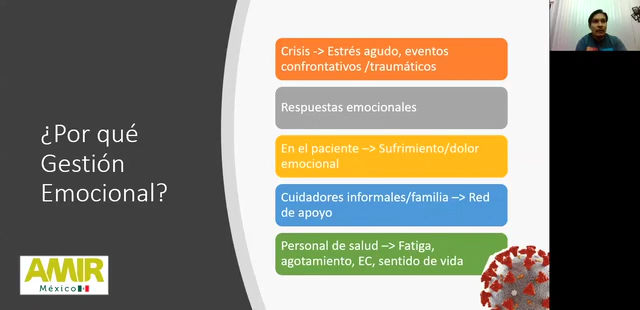 ¿Por qué
Gestión
Emocional?
AMIR
México
Crisis -> Estrés agudo, eventos
confrontativos /traumáticos
Respuestas emocionales
En el paciente –> Sufrimiento/dolor
emocional
Cuidadores informales/familia –> Red
de apoyo
Personal de salud –> Fatiga,
agotamiento, EC, sentido de vida